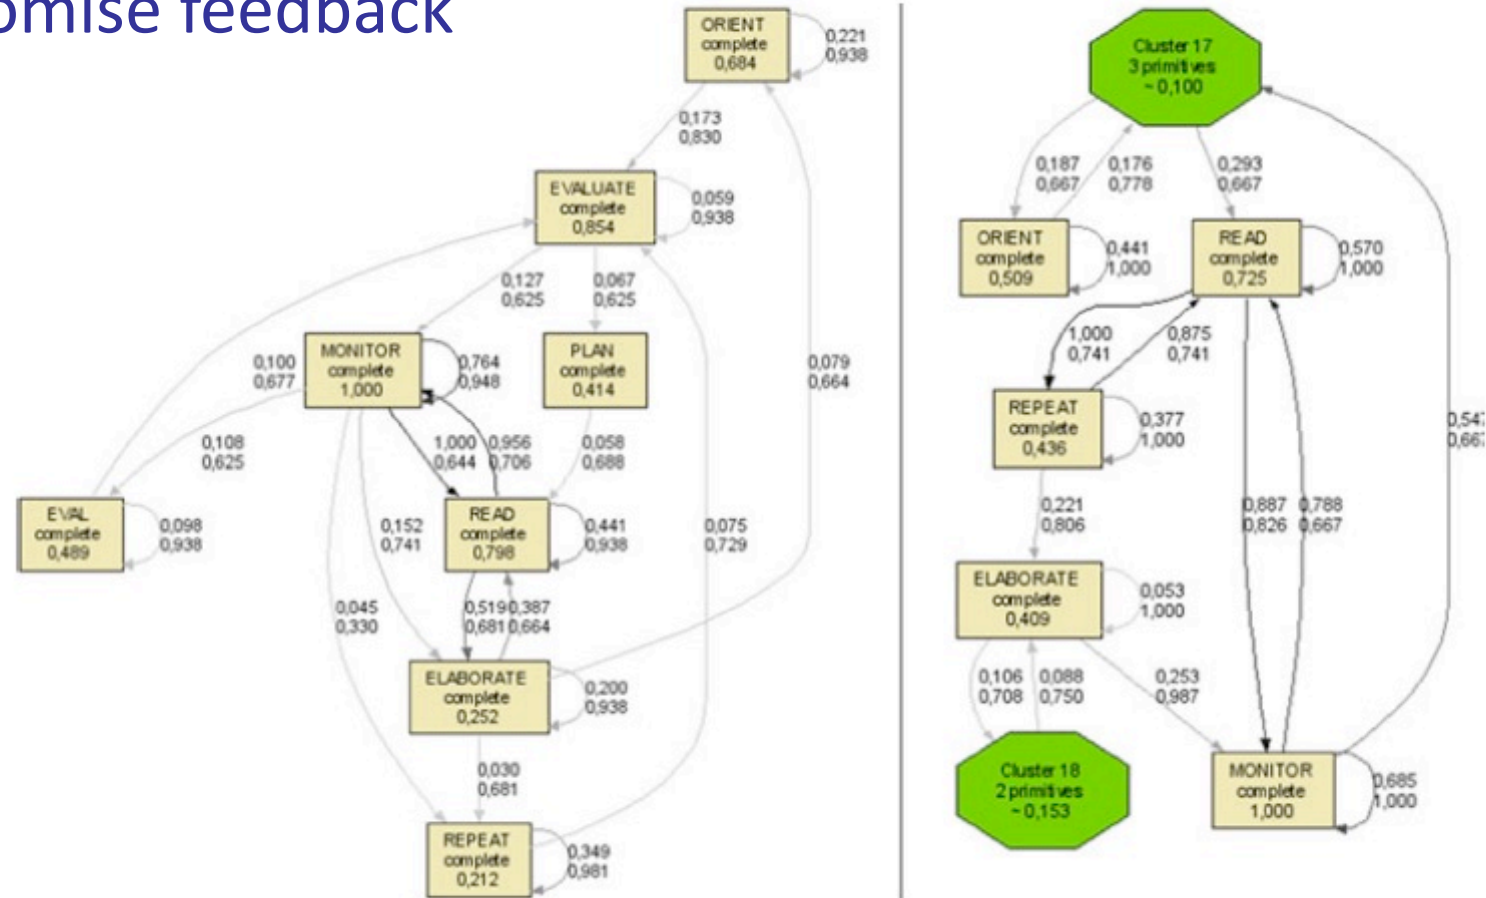 omise feedback
ORIENT
complete
0,684
0,221
0,938
0,173
0,830
EVALUATE
complete
0,854
0,059
0,938
0,127
0,625
0,067
0,625
MONITOR
complete
1,000
0,764
0,948
PLAN
complete
0,414
0,100
0,677
0,079
0,664
0,108
0,625
1,000
0,644
0,956
0,706
0,058
0,688
EVAL
complete
0,489
0,098
0,938
0,152
0,741
READ
complete
0,798
0,441
0,938
0,075
0,729
0,045
0,330
0,519
0,681
0,387
0,664
ELABORATE
complete
0,252
0,200
0,938
0,030
0,681
REPEAT
complete
0,212
0,349
0,981
Cluster 17
3 primitives
~ 0,100
0,187
0,667
0,176
0,778
0,293
0,667
ORIENT
complete
0,509
0,441
1,000
READ
complete
0,725
0,570
1,000
1,000
0,741
0,875
0,741
REPEAT
complete
0,436
0,377
1,000
0,221
0,806
0,887
0,826
0,788
0,667
ELABORATE
complete
0,409
0,053
1,000
0,106
0,708
0,088
0,750
0,253
0,987
Cluster 18
2 primitives
~ 0,153
MONITOR
complete
1,000
0,685
1,000